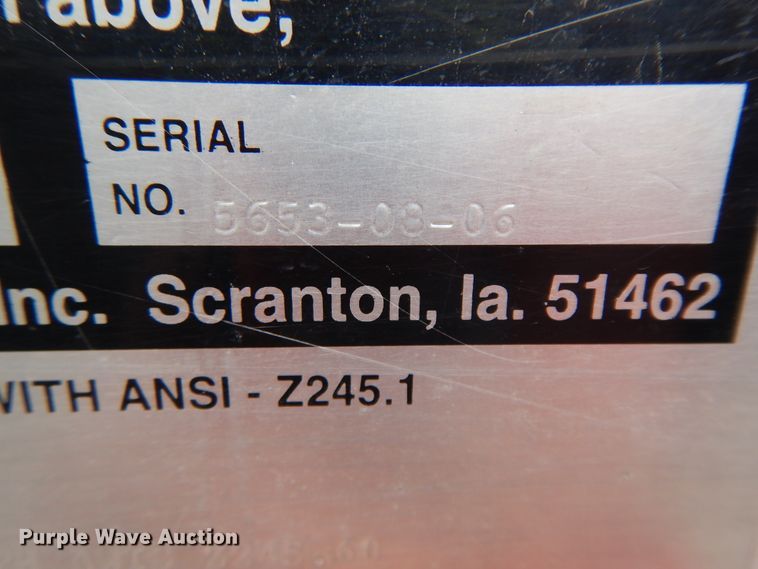 above;
SERIAL
NO. 5653-08-06
Inc. Scranton, Ia. 51462
WITH ANSI - Z245.1
Purple Wave Auction